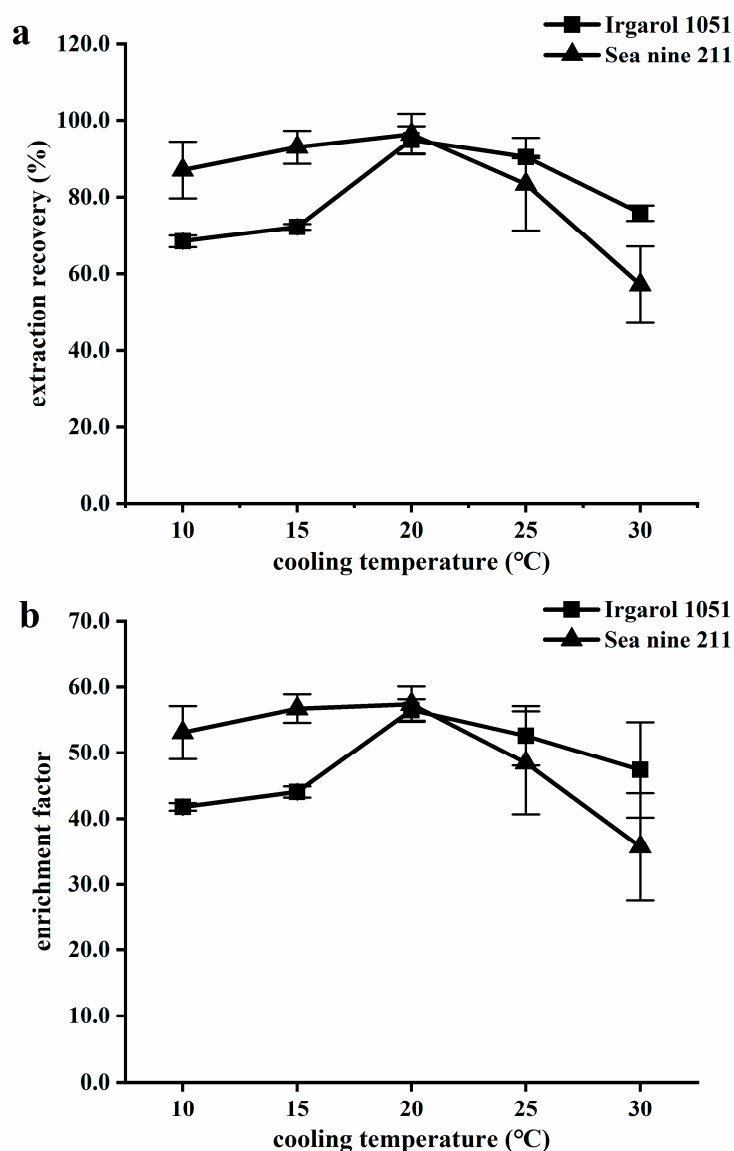 a
Irgarol 1051
Sea nine 211
120.0
100.0
80.0
60.0
40.0
20.0
0.0
extraction recovery (%)
10 15 20 25 30
cooling temperature (℃)
b
Irgarol 1051
Sea nine 211
70.0
60.0
50.0
40.0
30.0
20.0
10.0
0.0
enrichment factor
10 15 20 25 30
cooling temperature (℃)